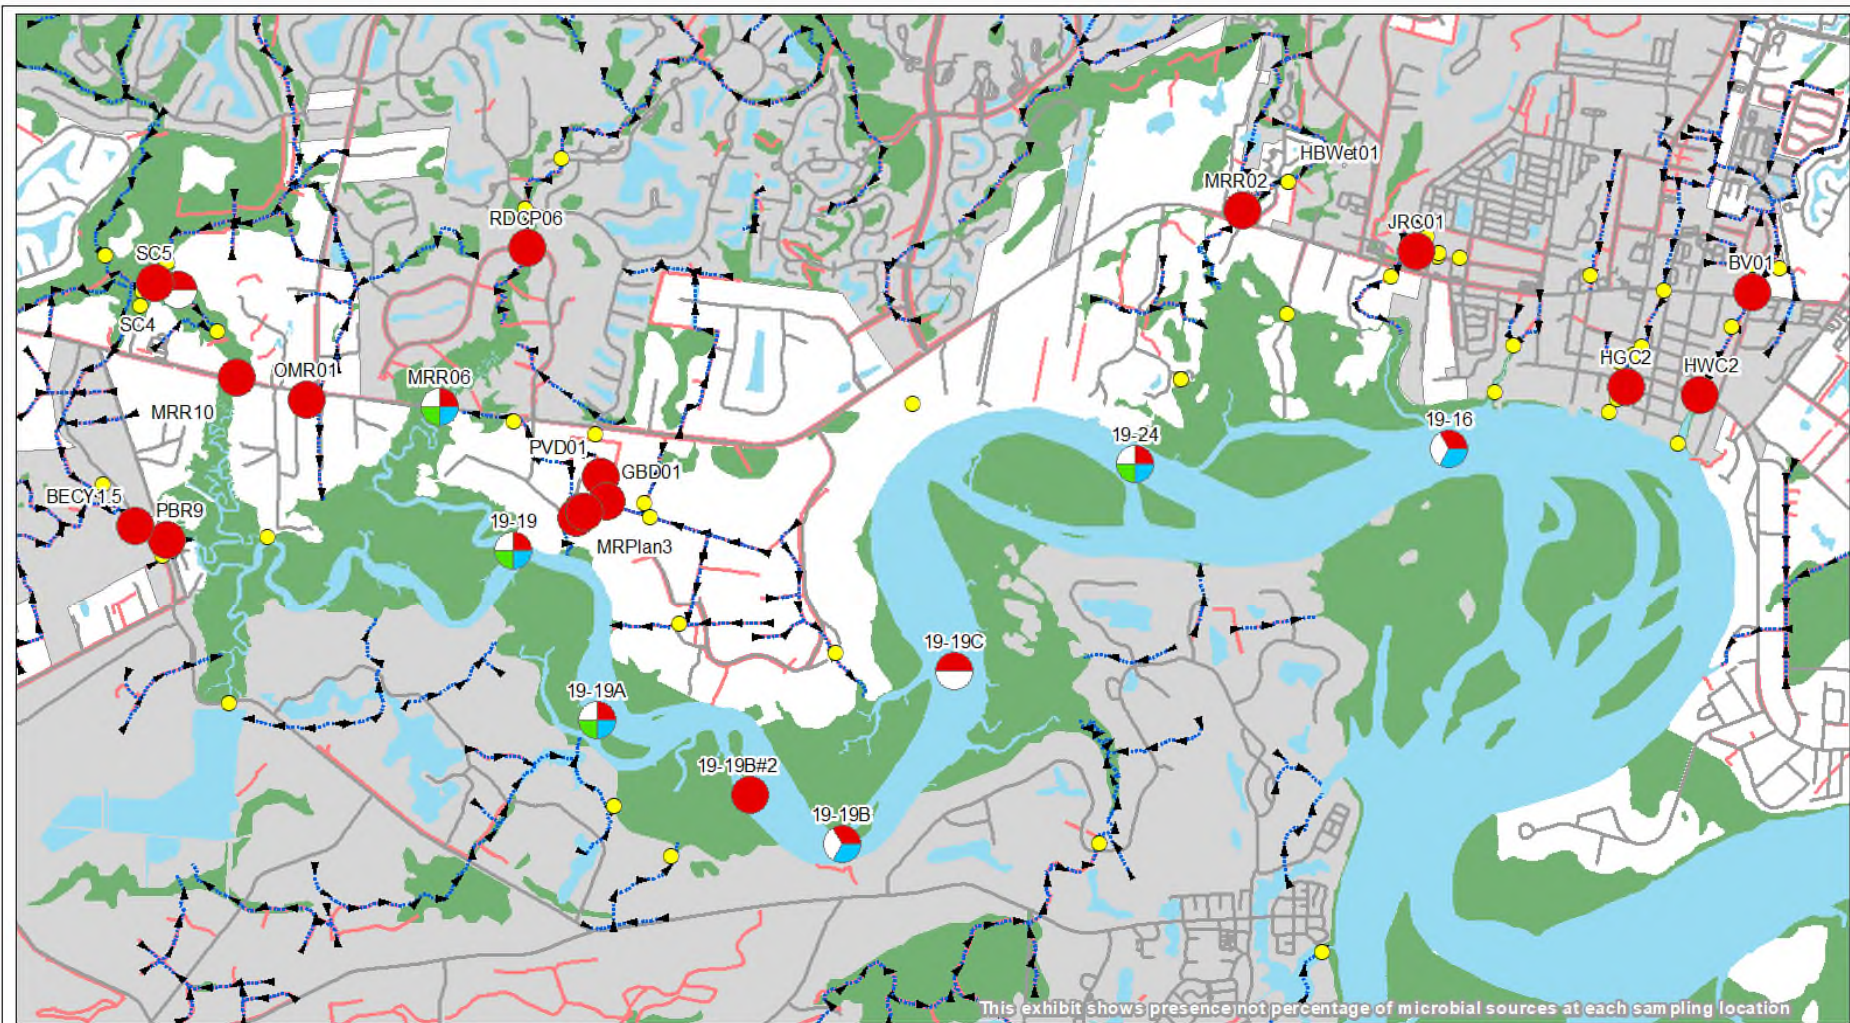 HBWet01
MRR02
RDCP06
JRC01
SC5
BV01
SC4
HGC2
HWC2
OMR01
MRR06
MRR10
19-24
19-16
PVD01
GBD01
BECY1.5
PBR9
19-19
MRPlan3
19-19C
19-19A
19-19B#2
19-19B
This exhibit shows presence not percentage of microbial sources at each sampling location